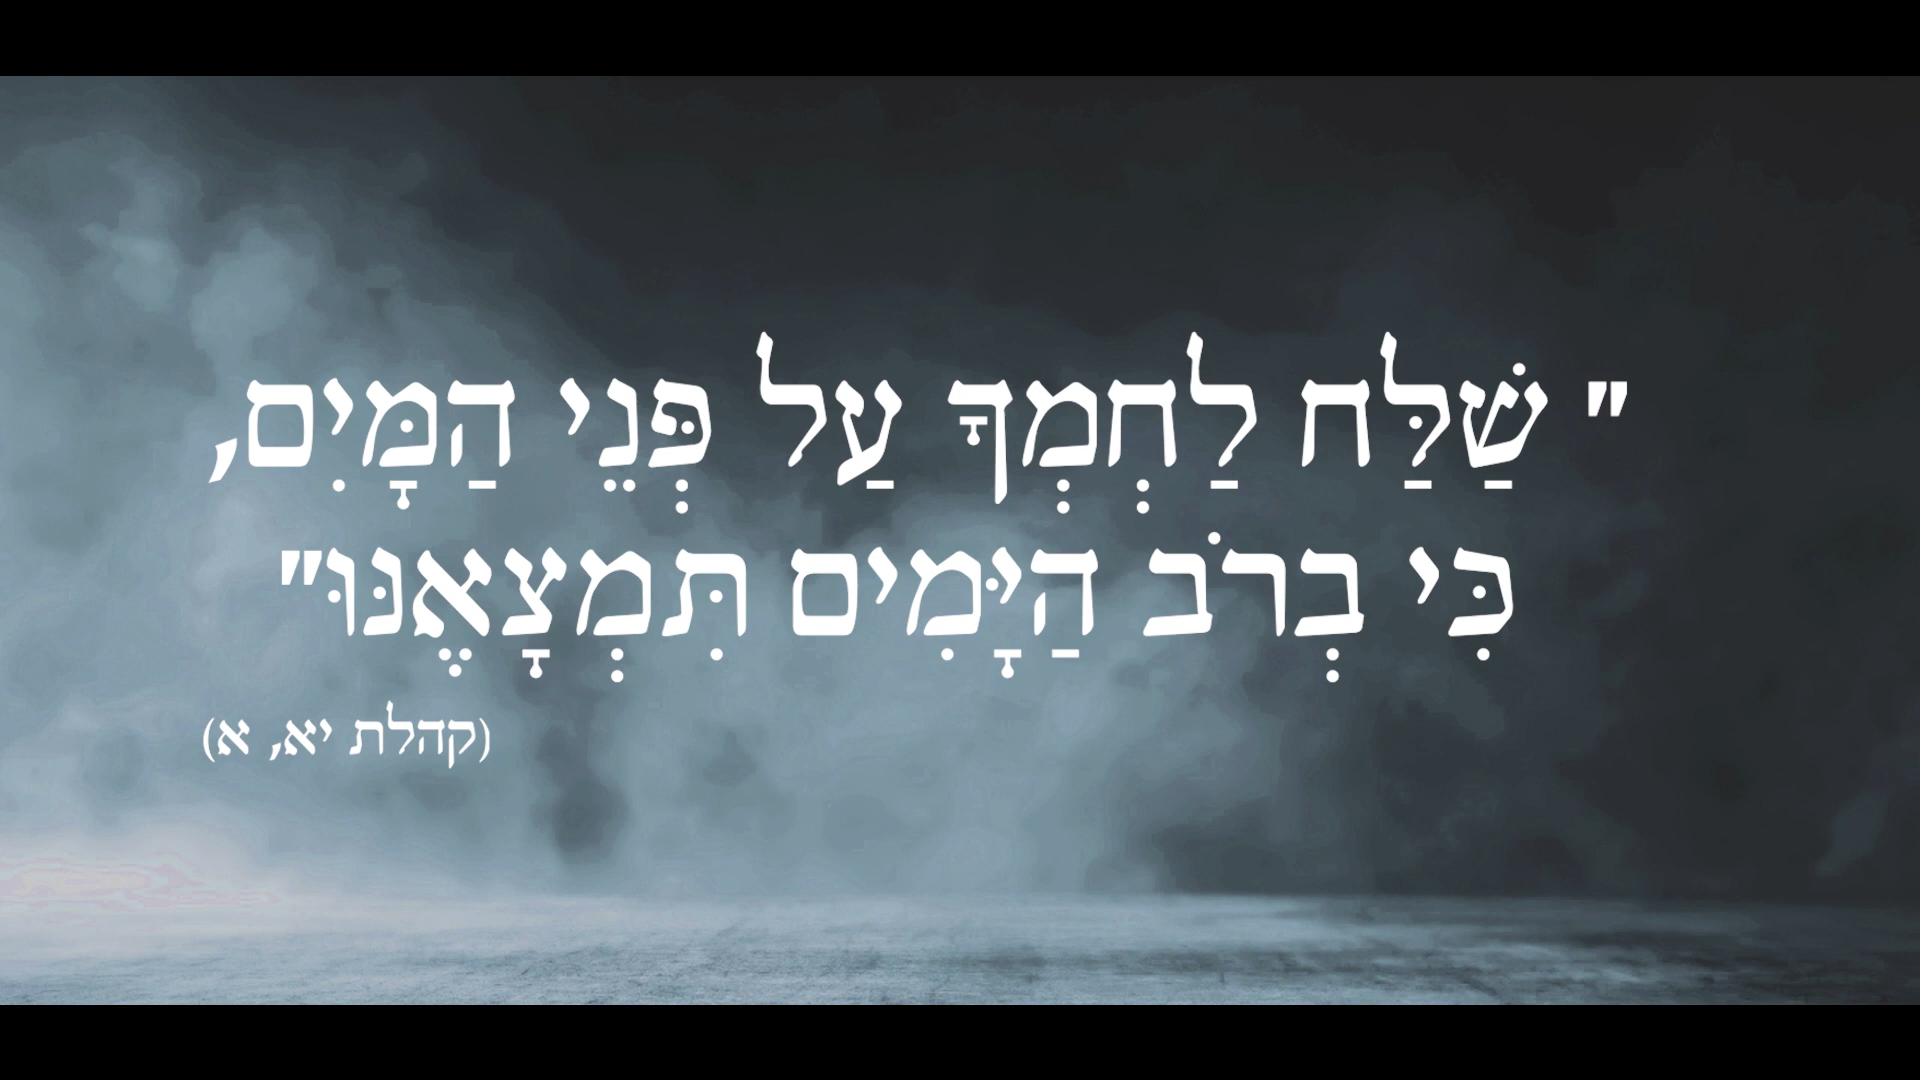 " שַׁלַּח לַחְמְךָ עַל פְּנֵי הַמָּיִם,
כִּי בְרֹב הַיָּמִים תִּמְצָאֶנּוּ"
(קהלת יא, א)